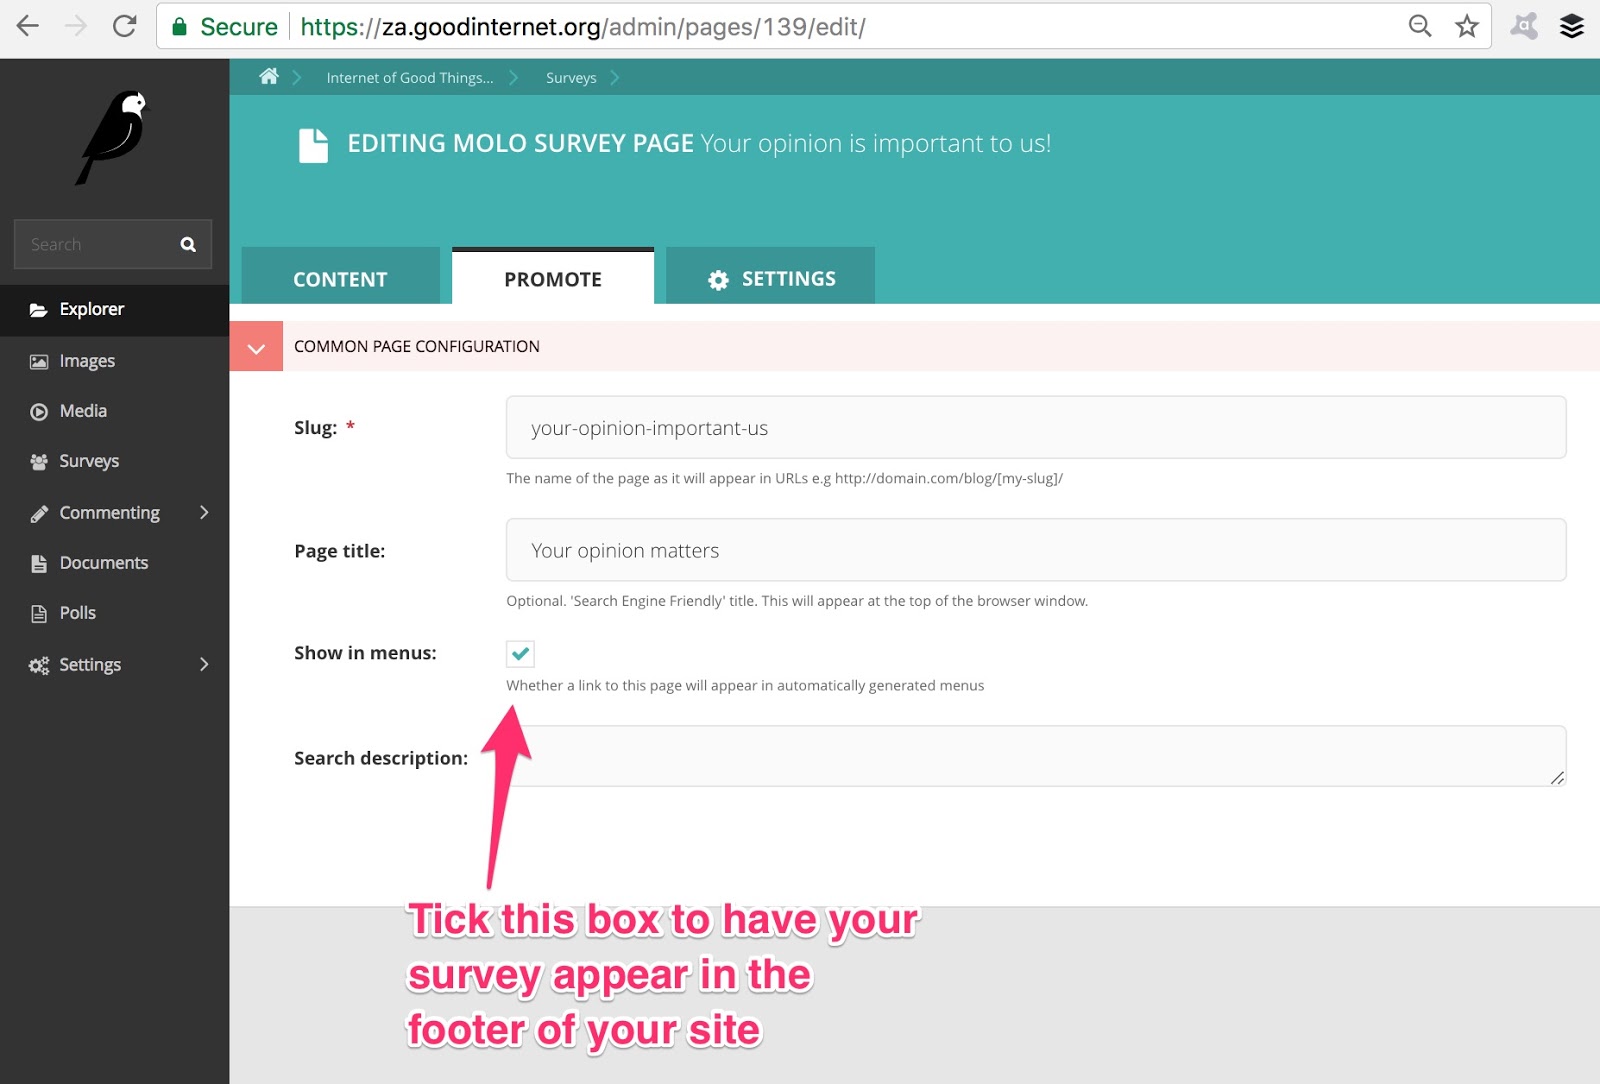 Secure https://za.goodinternet.org/admin/pages/139/edit/
Internet of Good Things... Surveys
EDITING MOLO SURVEY PAGE Your opinion is important to us!
Search
CONTENT PROMOTE SETTINGS
Explorer
Images
Media
Surveys
Commenting
Documents
Polls
Settings
COMMON PAGE CONFIGURATION
Slug: *
your-opinion-important-us
The name of the page as it will appear in URLs e.g http://domain.com/blog/[my-slug]/
Page title:
Your opinion matters
Optional. 'Search Engine Friendly' title. This will appear at the top of the browser window.
Show in menus:
Whether a link to this page will appear in automatically generated menus
Search description:
Tick this box to have your
survey appear in the
footer of your site